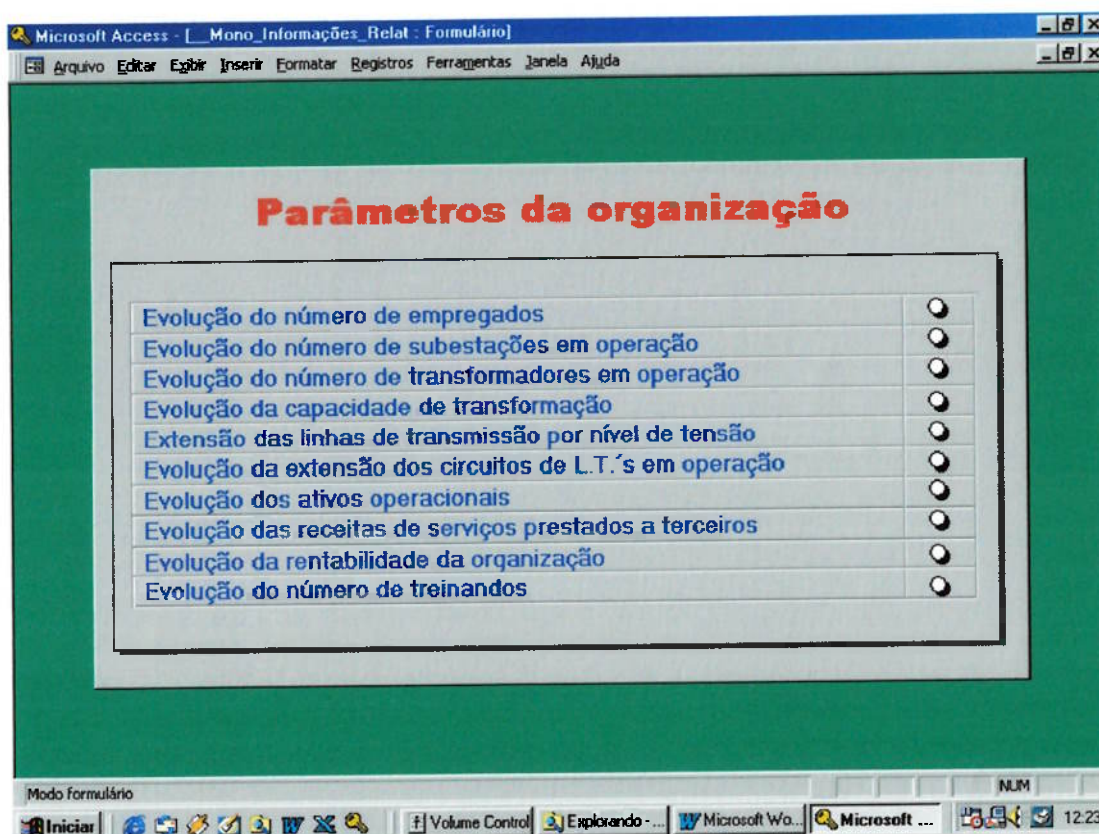 Microsoft Access - [__Mono_Informações_Relat : Formulário]
Arquivo Editar Exibir Inserir Formatar Registros Ferramentas Janela Ajuda
Parâmetros da organização
Evolução do número de empregados
Evolução do número de subestações em operação
Evolução do número de transformadores em operação
Evolução da capacidade de transformação
Extensão das linhas de transmissão por nível de tensão
Evolução da extensão dos circuitos de L.T.´s em operação
Evolução dos ativos operacionais
Evolução das receitas de serviços prestados a terceiros
Evolução da rentabilidade da organização
Evolução do número de treinandos
Modo formulário NUM
Iniciar Volume Control Explorando -... Microsoft Wo... Microsoft ... 12:23